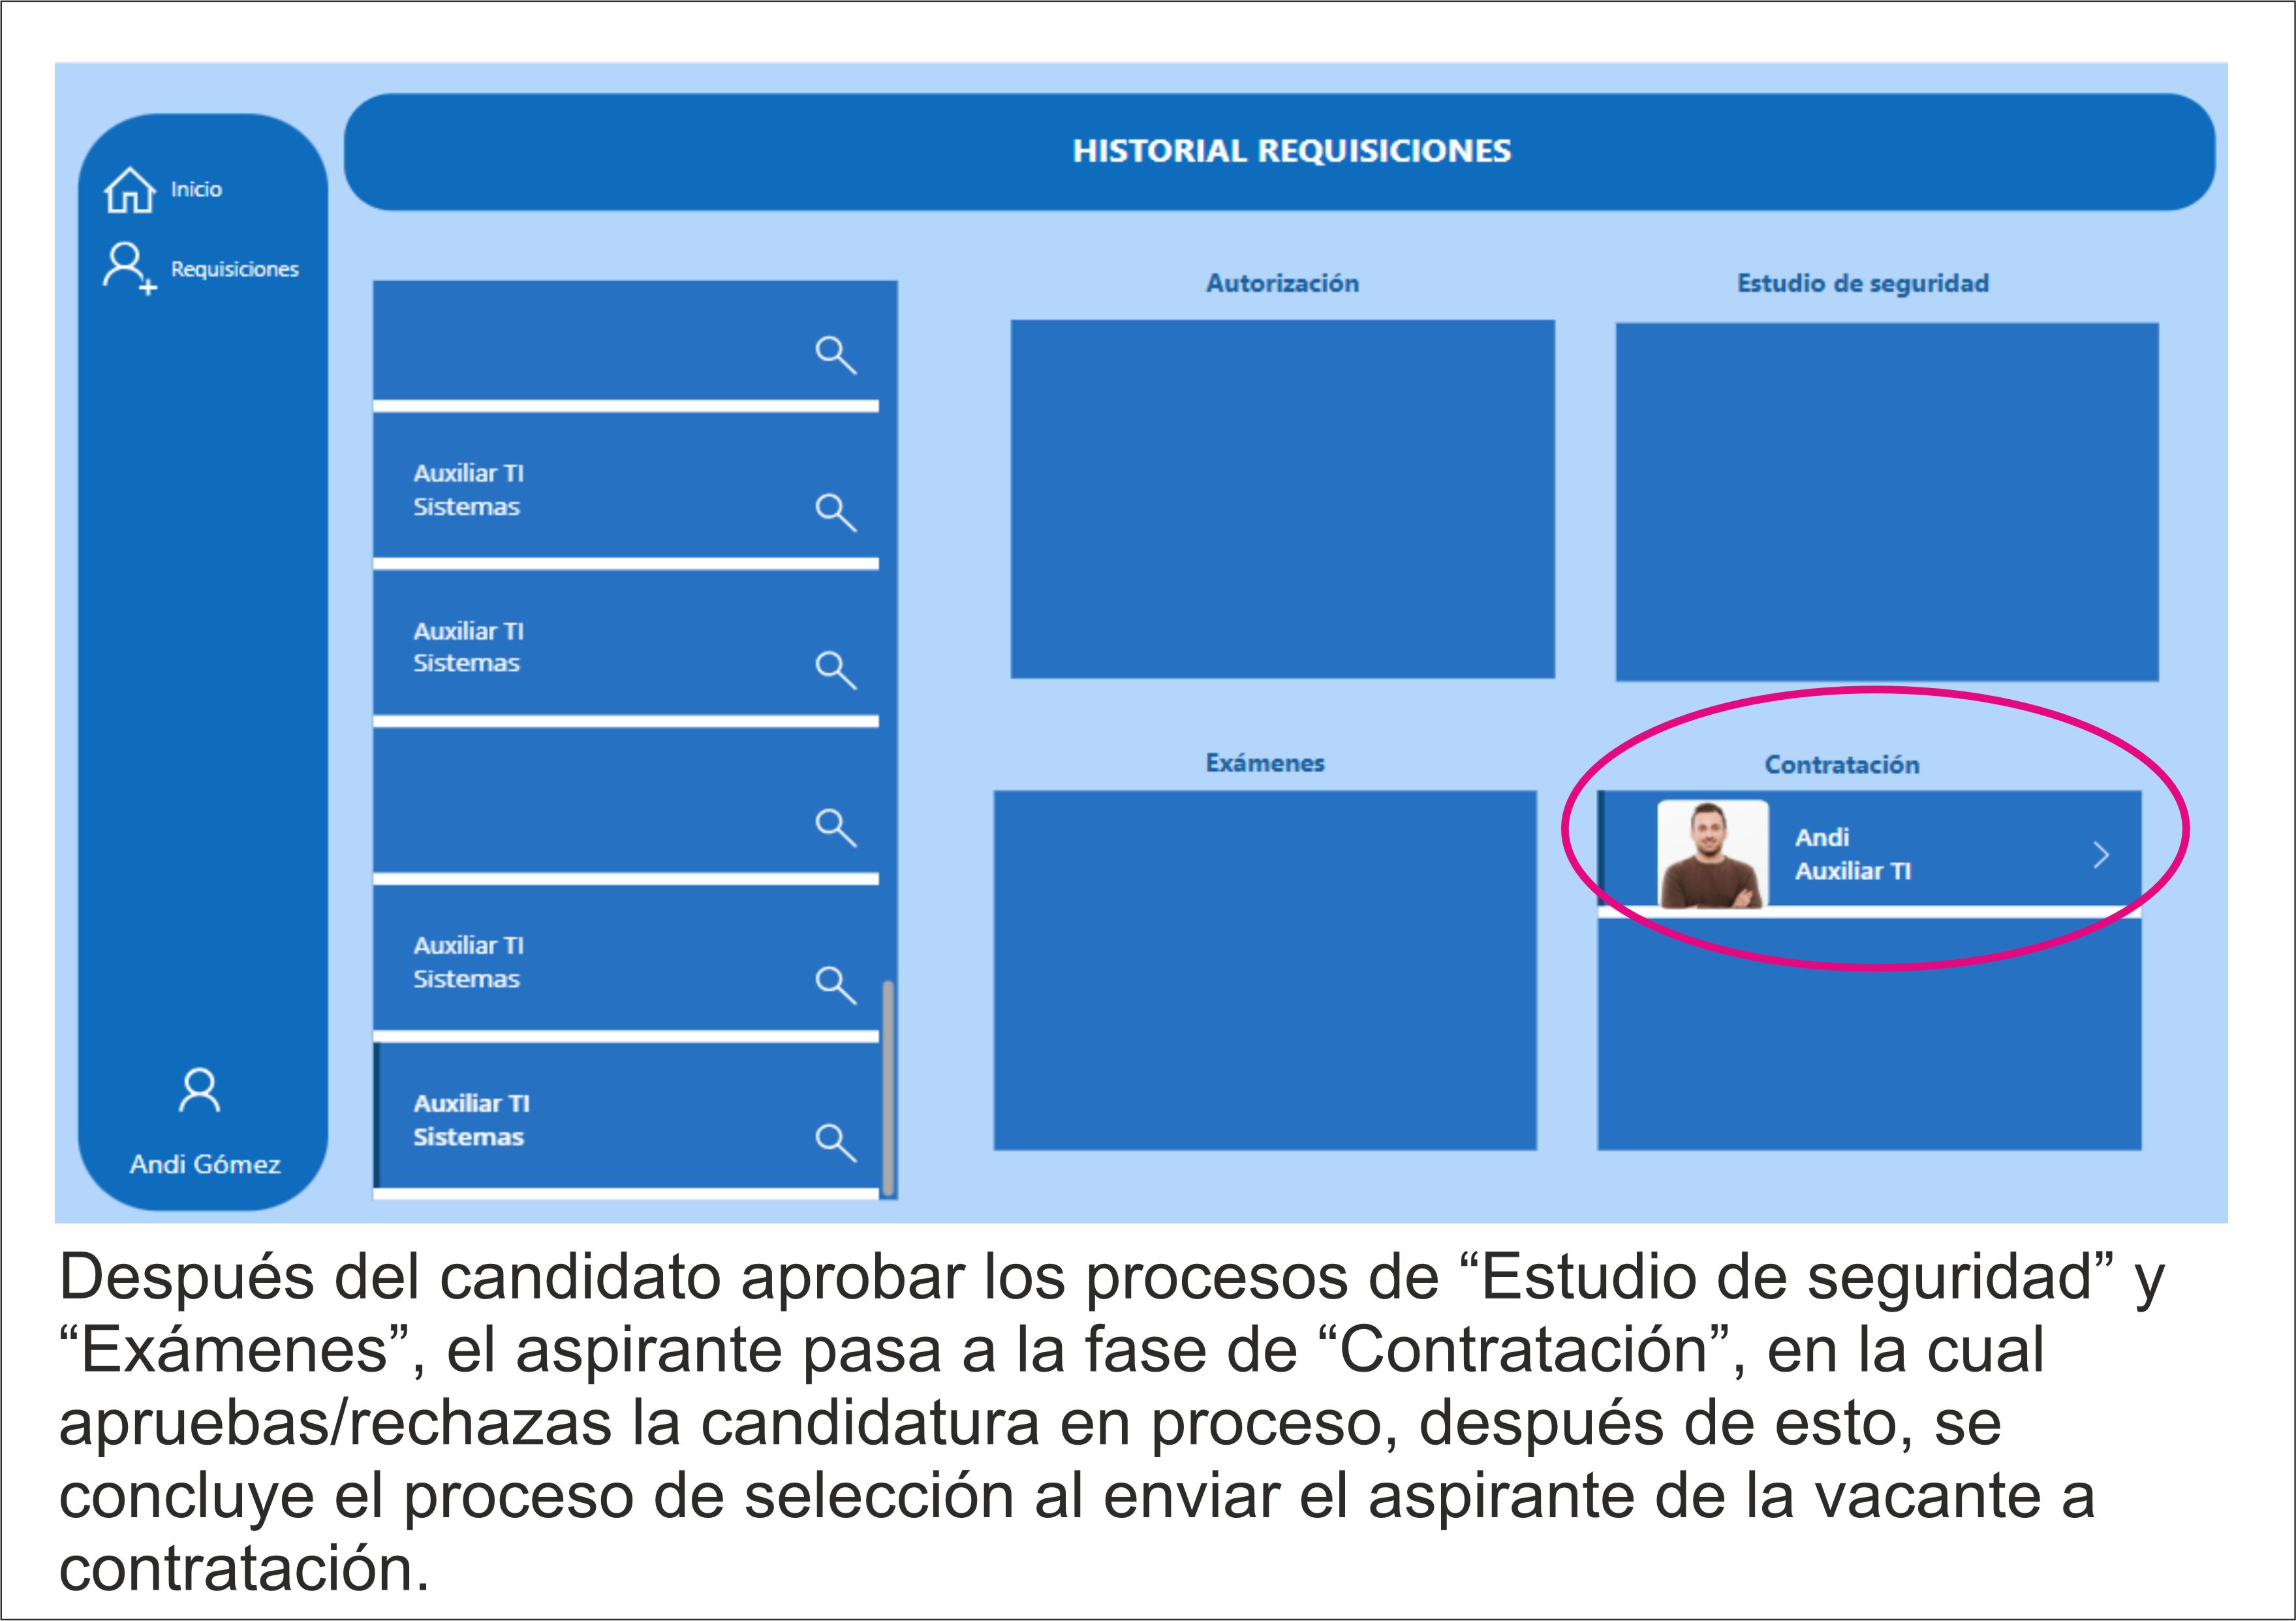 HISTORIAL REQUISICIONES
Inicio
Requisiciones
Andi Gómez
Auxiliar TI
Sistemas
Auxiliar TI
Sistemas
Auxiliar TI
Sistemas
Auxiliar TI
Sistemas
Autorización
Estudio de seguridad
Exámenes
Contratación
Andi
Auxiliar TI
Después del candidato aprobar los procesos de “Estudio de seguridad” y
“Exámenes”, el aspirante pasa a la fase de “Contratación”, en la cual
apruebas/rechazas la candidatura en proceso, después de esto, se
concluye el proceso de selección al enviar el aspirante de la vacante a
contratación.